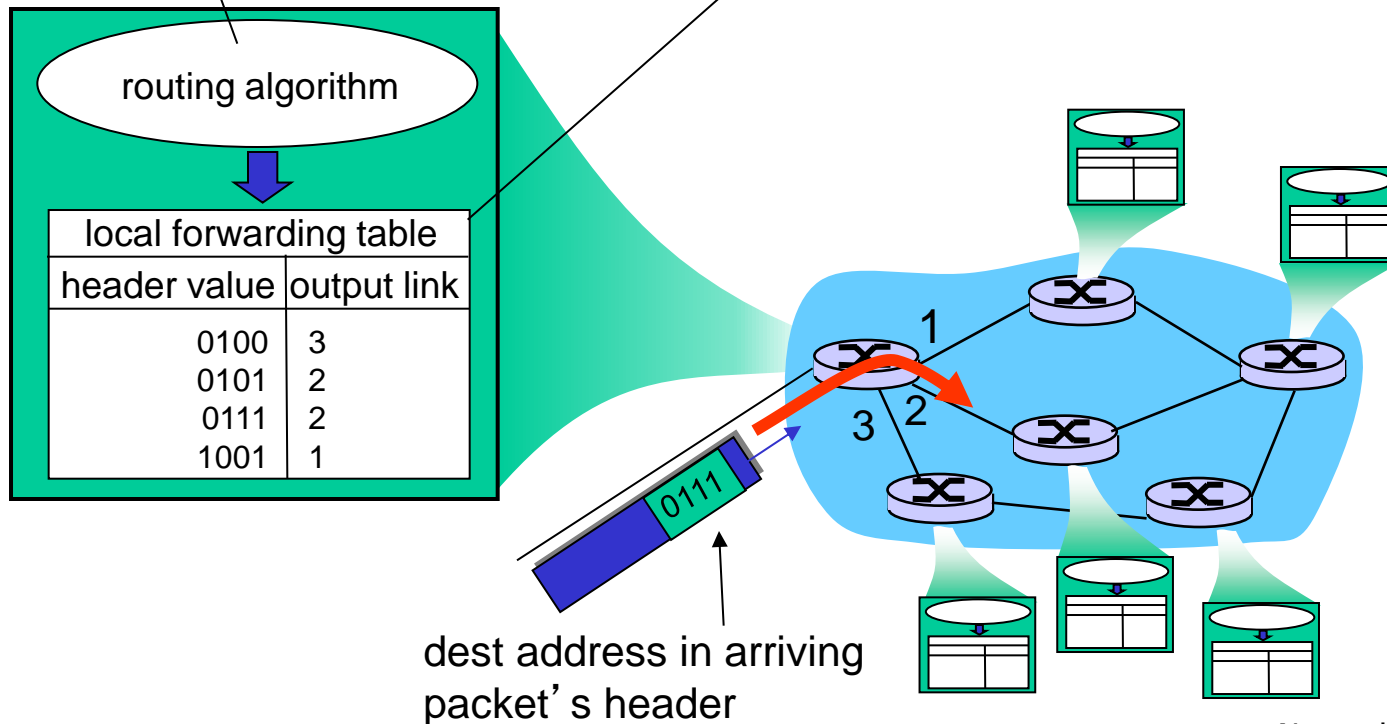 routing algorithm
local forwarding table
header value output link
0100 3
0101 2
0111 2
1001 1
1
2
3
0111
dest address in arriving
packet’s header